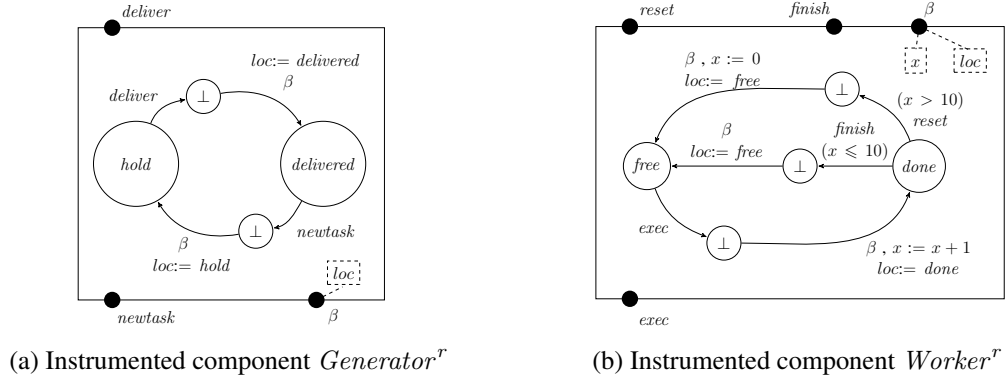 deliver
loc:= delivered
β
deliver
⊥
hold
delivered
⊥
newtask
β
loc:= hold
loc
newtask
β
(a) Instrumented component Generator^r
reset
finish
β
x
loc
β , x := 0
loc:= free
⊥
(x > 10)
reset
β
loc:= free
finish
(x ⩽ 10)
free
⊥
done
exec
⊥
β , x := x + 1
loc:= done
exec
(b) Instrumented component Worker^r